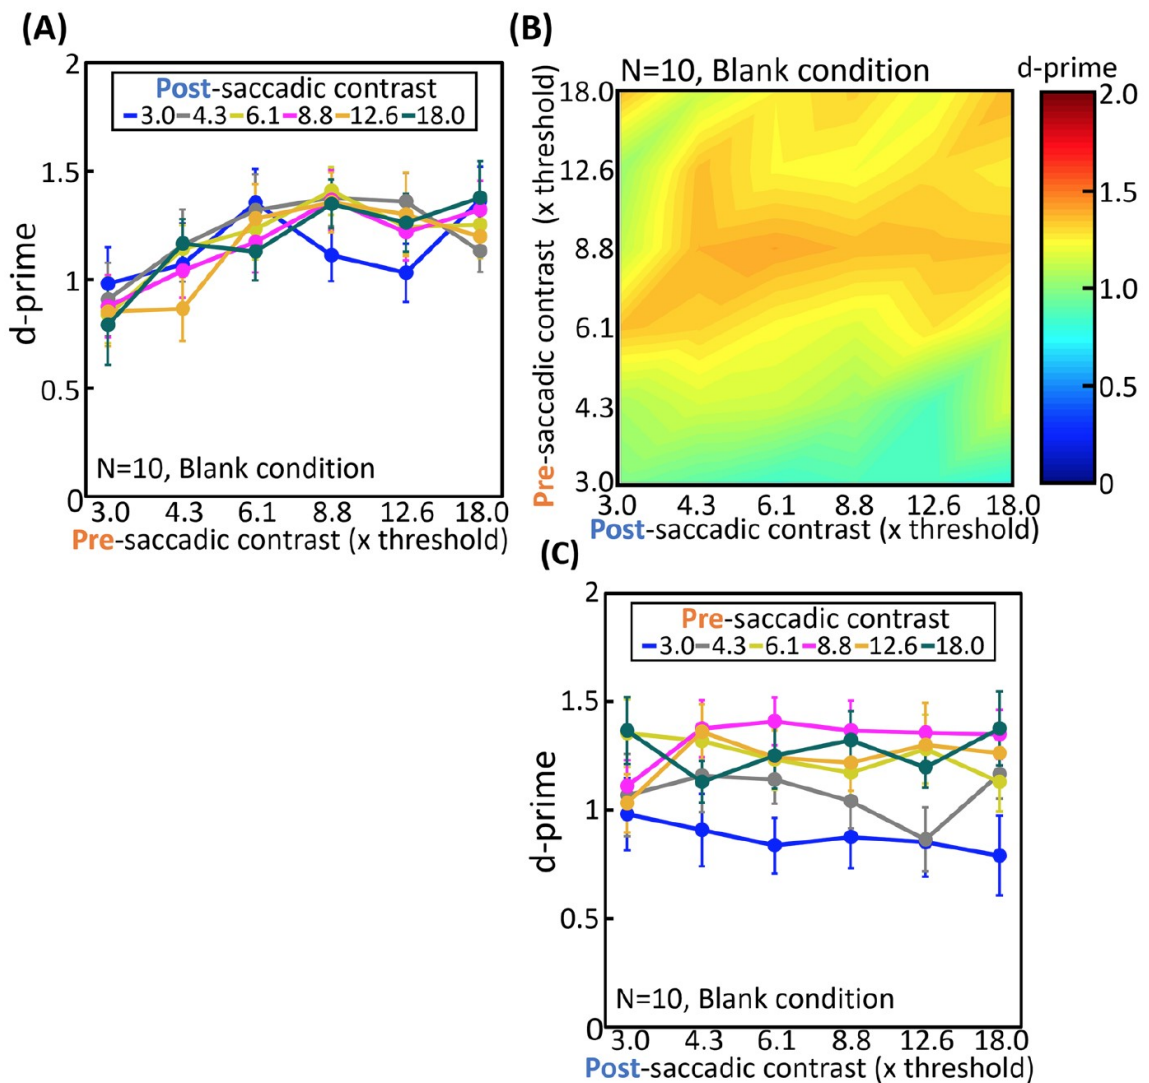 (A)
2
1.5
1
0.5
0
d-prime
Post-saccadic contrast
3.0 4.3 6.1 8.8 12.6 18.0
N=10, Blank condition
3.0 4.3 6.1 8.8 12.6 18.0
Pre-saccadic contrast (x threshold)
(B)
N=10, Blank condition
d-prime
18.0
12.6
8.8
6.1
4.3
3.0
Pre-saccadic contrast (x threshold)
3.0 4.3 6.1 8.8 12.6 18.0
Post-saccadic contrast (x threshold)
2.0
1.5
1.0
0.5
0
(C)
2
1.5
1
0.5
0
d-prime
Pre-saccadic contrast
3.0 4.3 6.1 8.8 12.6 18.0
N=10, Blank condition
3.0 4.3 6.1 8.8 12.6 18.0
Post-saccadic contrast (x threshold)